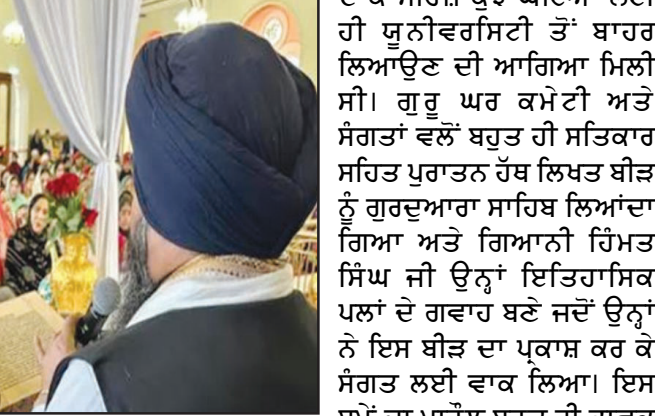 ਹੀ ਯੂਨੀਵਰਸਿਟੀ ਤੋਂ ਬਾਹਰ
ਲਿਆਉਣ ਦੀ ਆਗਿਆ ਮਿਲੀ
ਸੀ। ਗੁਰੂ ਘਰ ਕਮੇਟੀ ਅਤੇ
ਸੰਗਤਾਂ ਵਲੋਂ ਬਹੁਤ ਹੀ ਸਤਿਕਾਰ
ਸਹਿਤ ਪੁਰਾਤਨ ਹੱਥ ਲਿਖਤ ਬੀੜ
ਨੂੰ ਗੁਰਦੁਆਰਾ ਸਾਹਿਬ ਲਿਆਂਦਾ
ਗਿਆ ਅਤੇ ਗਿਆਨੀ ਹਿੰਮਤ
ਸਿੰਘ ਜੀ ਉਨ੍ਹਾਂ ਇਤਿਹਾਸਿਕ
ਪਲਾਂ ਦੇ ਗਵਾਹ ਬਣੇ ਜਦੋਂ ਉਨ੍ਹਾਂ
ਨੇ ਇਸ ਬੀੜ ਦਾ ਪ੍ਰਕਾਸ਼ ਕਰ ਕੇ
ਸੰਗਤ ਲਈ ਵਾਕ ਲਿਆ। ਇਸ